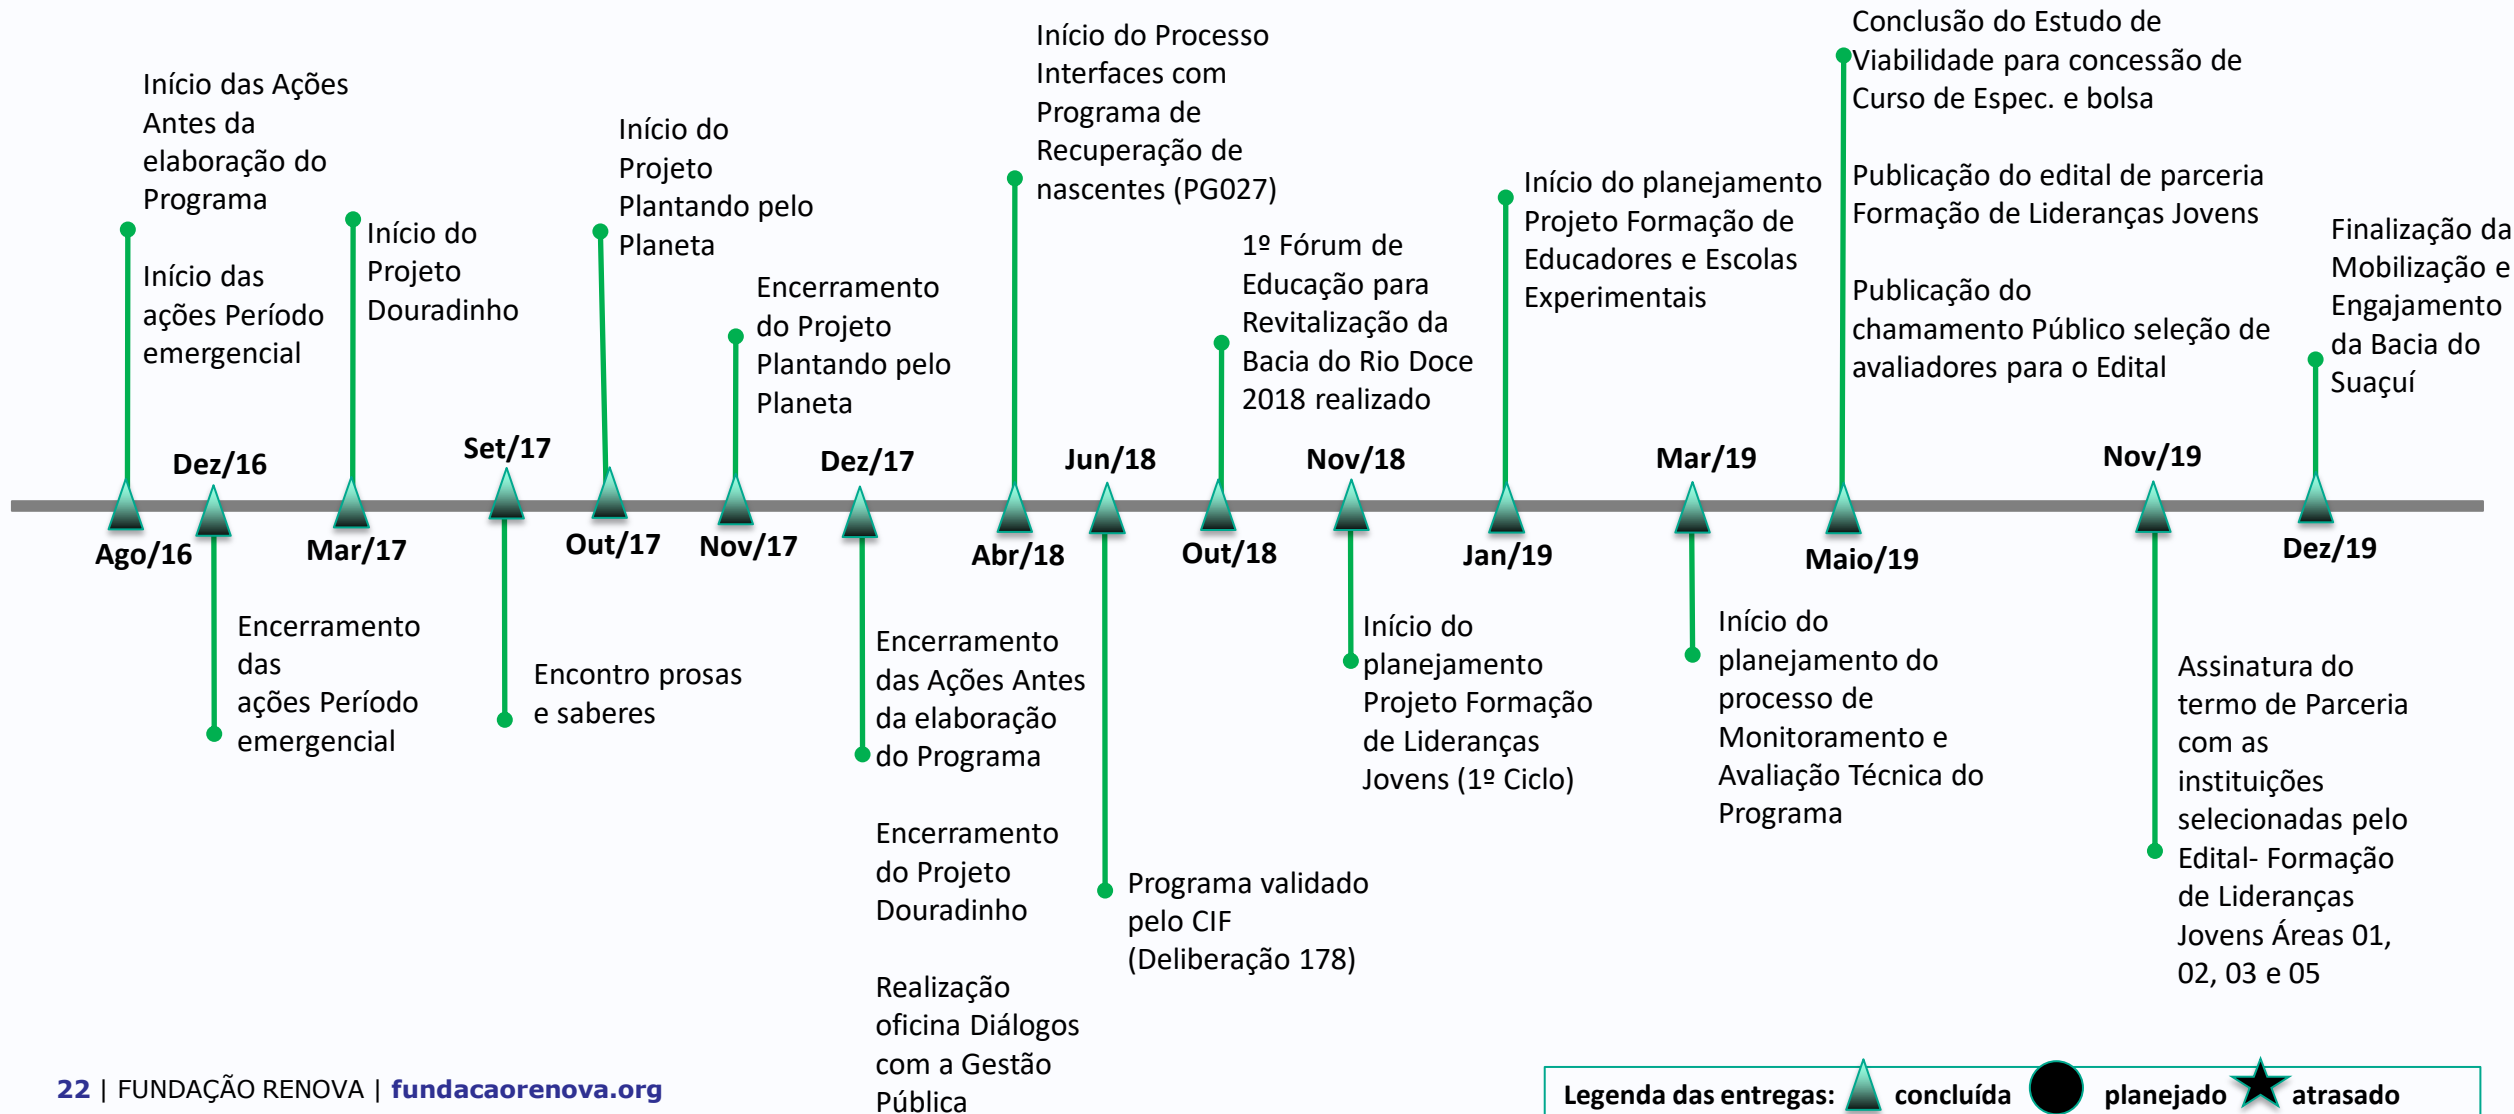 Início das Ações
Antes da
elaboração do
Programa
Início das
ações Período
emergencial
Ago/16
Dez/16
Encerramento
das
ações Período
emergencial
Início do
Projeto
Douradinho
Mar/17
Set/17
Encontro prosas
e saberes
Início do
Projeto
Plantando pelo
Planeta
Out/17
Encerramento
do Projeto
Plantando pelo
Planeta
Nov/17
Dez/17
Encerramento
das Ações Antes
da elaboração
do Programa
Encerramento
do Projeto
Douradinho
Realização
oficina Diálogos
com a Gestão
Pública
Início do Processo
Interfaces com
Programa de
Recuperação de
nascentes (PG027)
Abr/18
Jun/18
Programa validado
pelo CIF
(Deliberação 178)
1º Fórum de
Educação para
Revitalização da
Bacia do Rio Doce
2018 realizado
Out/18
Nov/18
Início do
planejamento
Projeto Formação
de Lideranças
Jovens (1º Ciclo)
Início do planejamento
Projeto Formação de
Educadores e Escolas
Experimentais
Jan/19
Mar/19
Início do
planejamento do
processo de
Monitoramento e
Avaliação Técnica do
Programa
Conclusão do Estudo de
Viabilidade para concessão de
Curso de Espec. e bolsa
Publicação do edital de parceria
Formação de Lideranças Jovens
Publicação do
chamamento Público seleção de
avaliadores para o Edital
Maio/19
Nov/19
Assinatura do
termo de Parceria
com as
instituições
selecionadas pelo
Edital- Formação
de Lideranças
Jovens Áreas 01,
02, 03 e 05
Finalização da
Mobilização e
Engajamento
da Bacia do
Suaçuí
Dez/19
22 | FUNDAÇÃO RENOVA | fundacaorenova.org
Legenda das entregas: concluída planejado atrasado